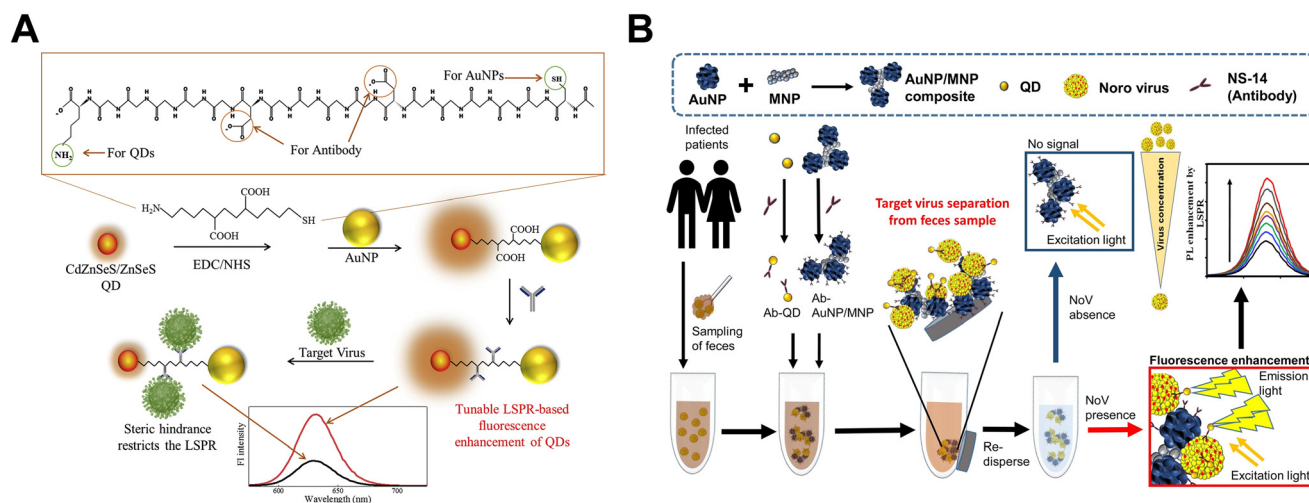 A
For AuNPs
SH
For Antibody
For QDs
NH2
H2N
COOH
COOH
SH
CdZnSeS/ZnSeS
QD
EDC/NHS
AuNP
COOH
COOH
Target Virus
Steric hindrance
restricts the LSPR
Tunable LSPR-based
fluorescence
enhancement of QDs
FI intensity
600
650
700
Wavelength (nm)
B
AuNP
+
MNP
AuNP/MNP
composite
QD
Noro virus
NS-14
(Antibody)
Infected
patients
Sampling
of feces
Ab-QD
Ab-
AuNP/MNP
Target virus separation
from feces sample
Re-
disperse
No signal
Excitation light
NoV
absence
NoV
presence
Virus concentration
PL enhancement by
LSPR
Fluorescence enhancement
Emission
light
Excitation light